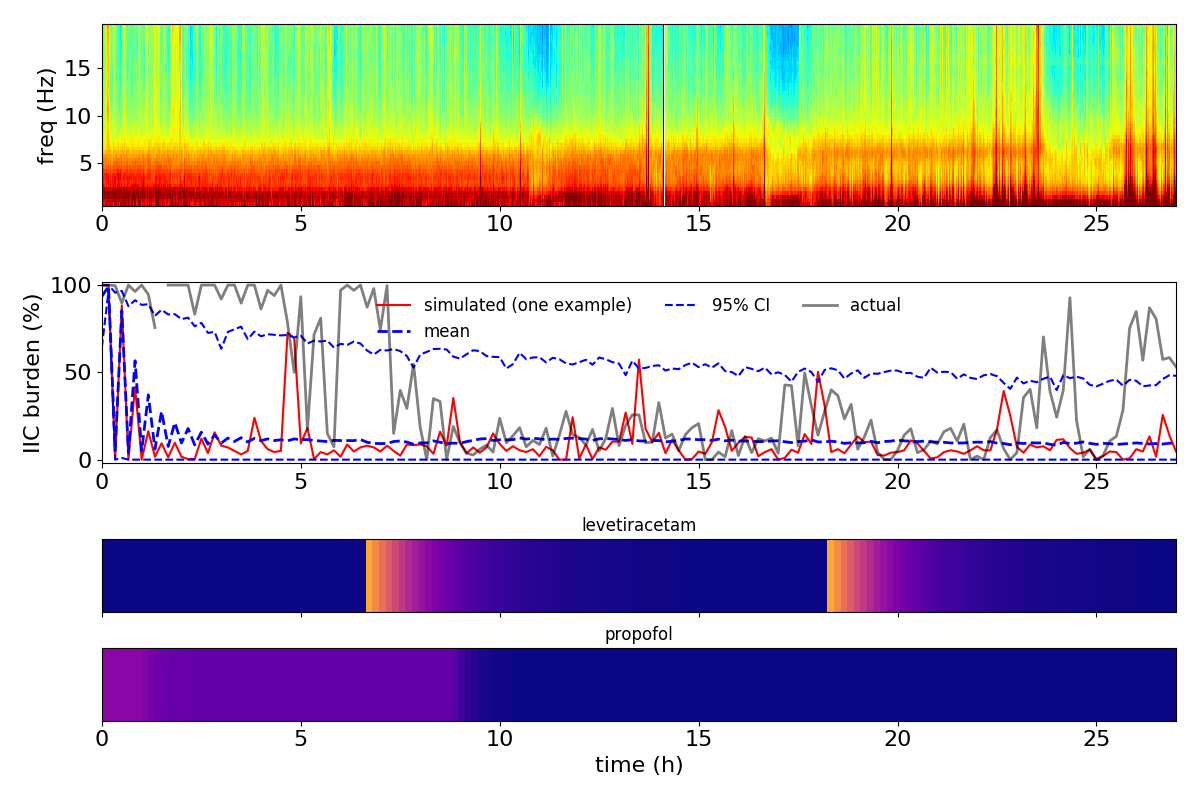 freq (Hz)
15
10
5
0 5 10 15 20 25
IIC burden (%)
100
50
0
simulated (one example) 95% CI actual
mean
0 5 10 15 20 25
levetiracetam
propofol
0 5 10 15 20 25
time (h)